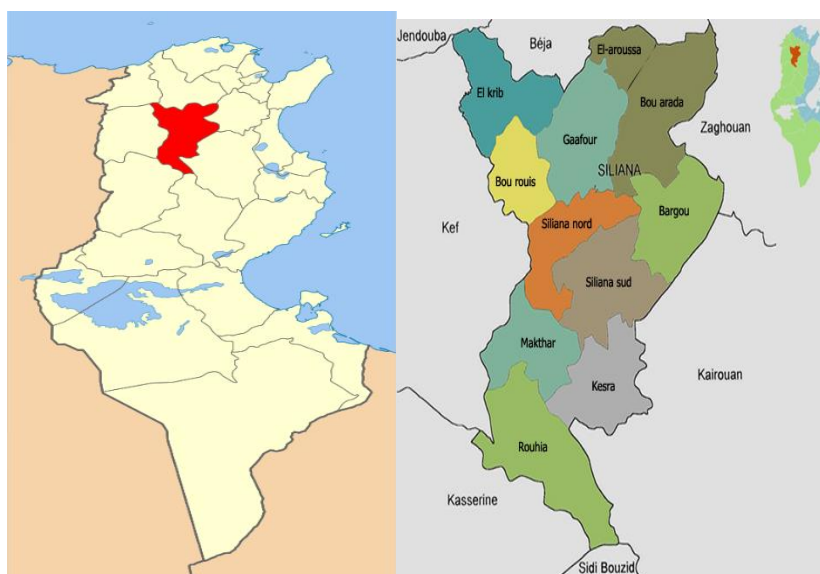 Jendouba
Béja
El-aroussa
El krib
Bou arada
Zaghouan
Gaafour
SILIANA
Bou rouis
Bargou
Siliana nord
Kef
Siliana sud
Makthar
Kairouan
Kesra
Rouhia
Kasserine
Sidi Bouzid